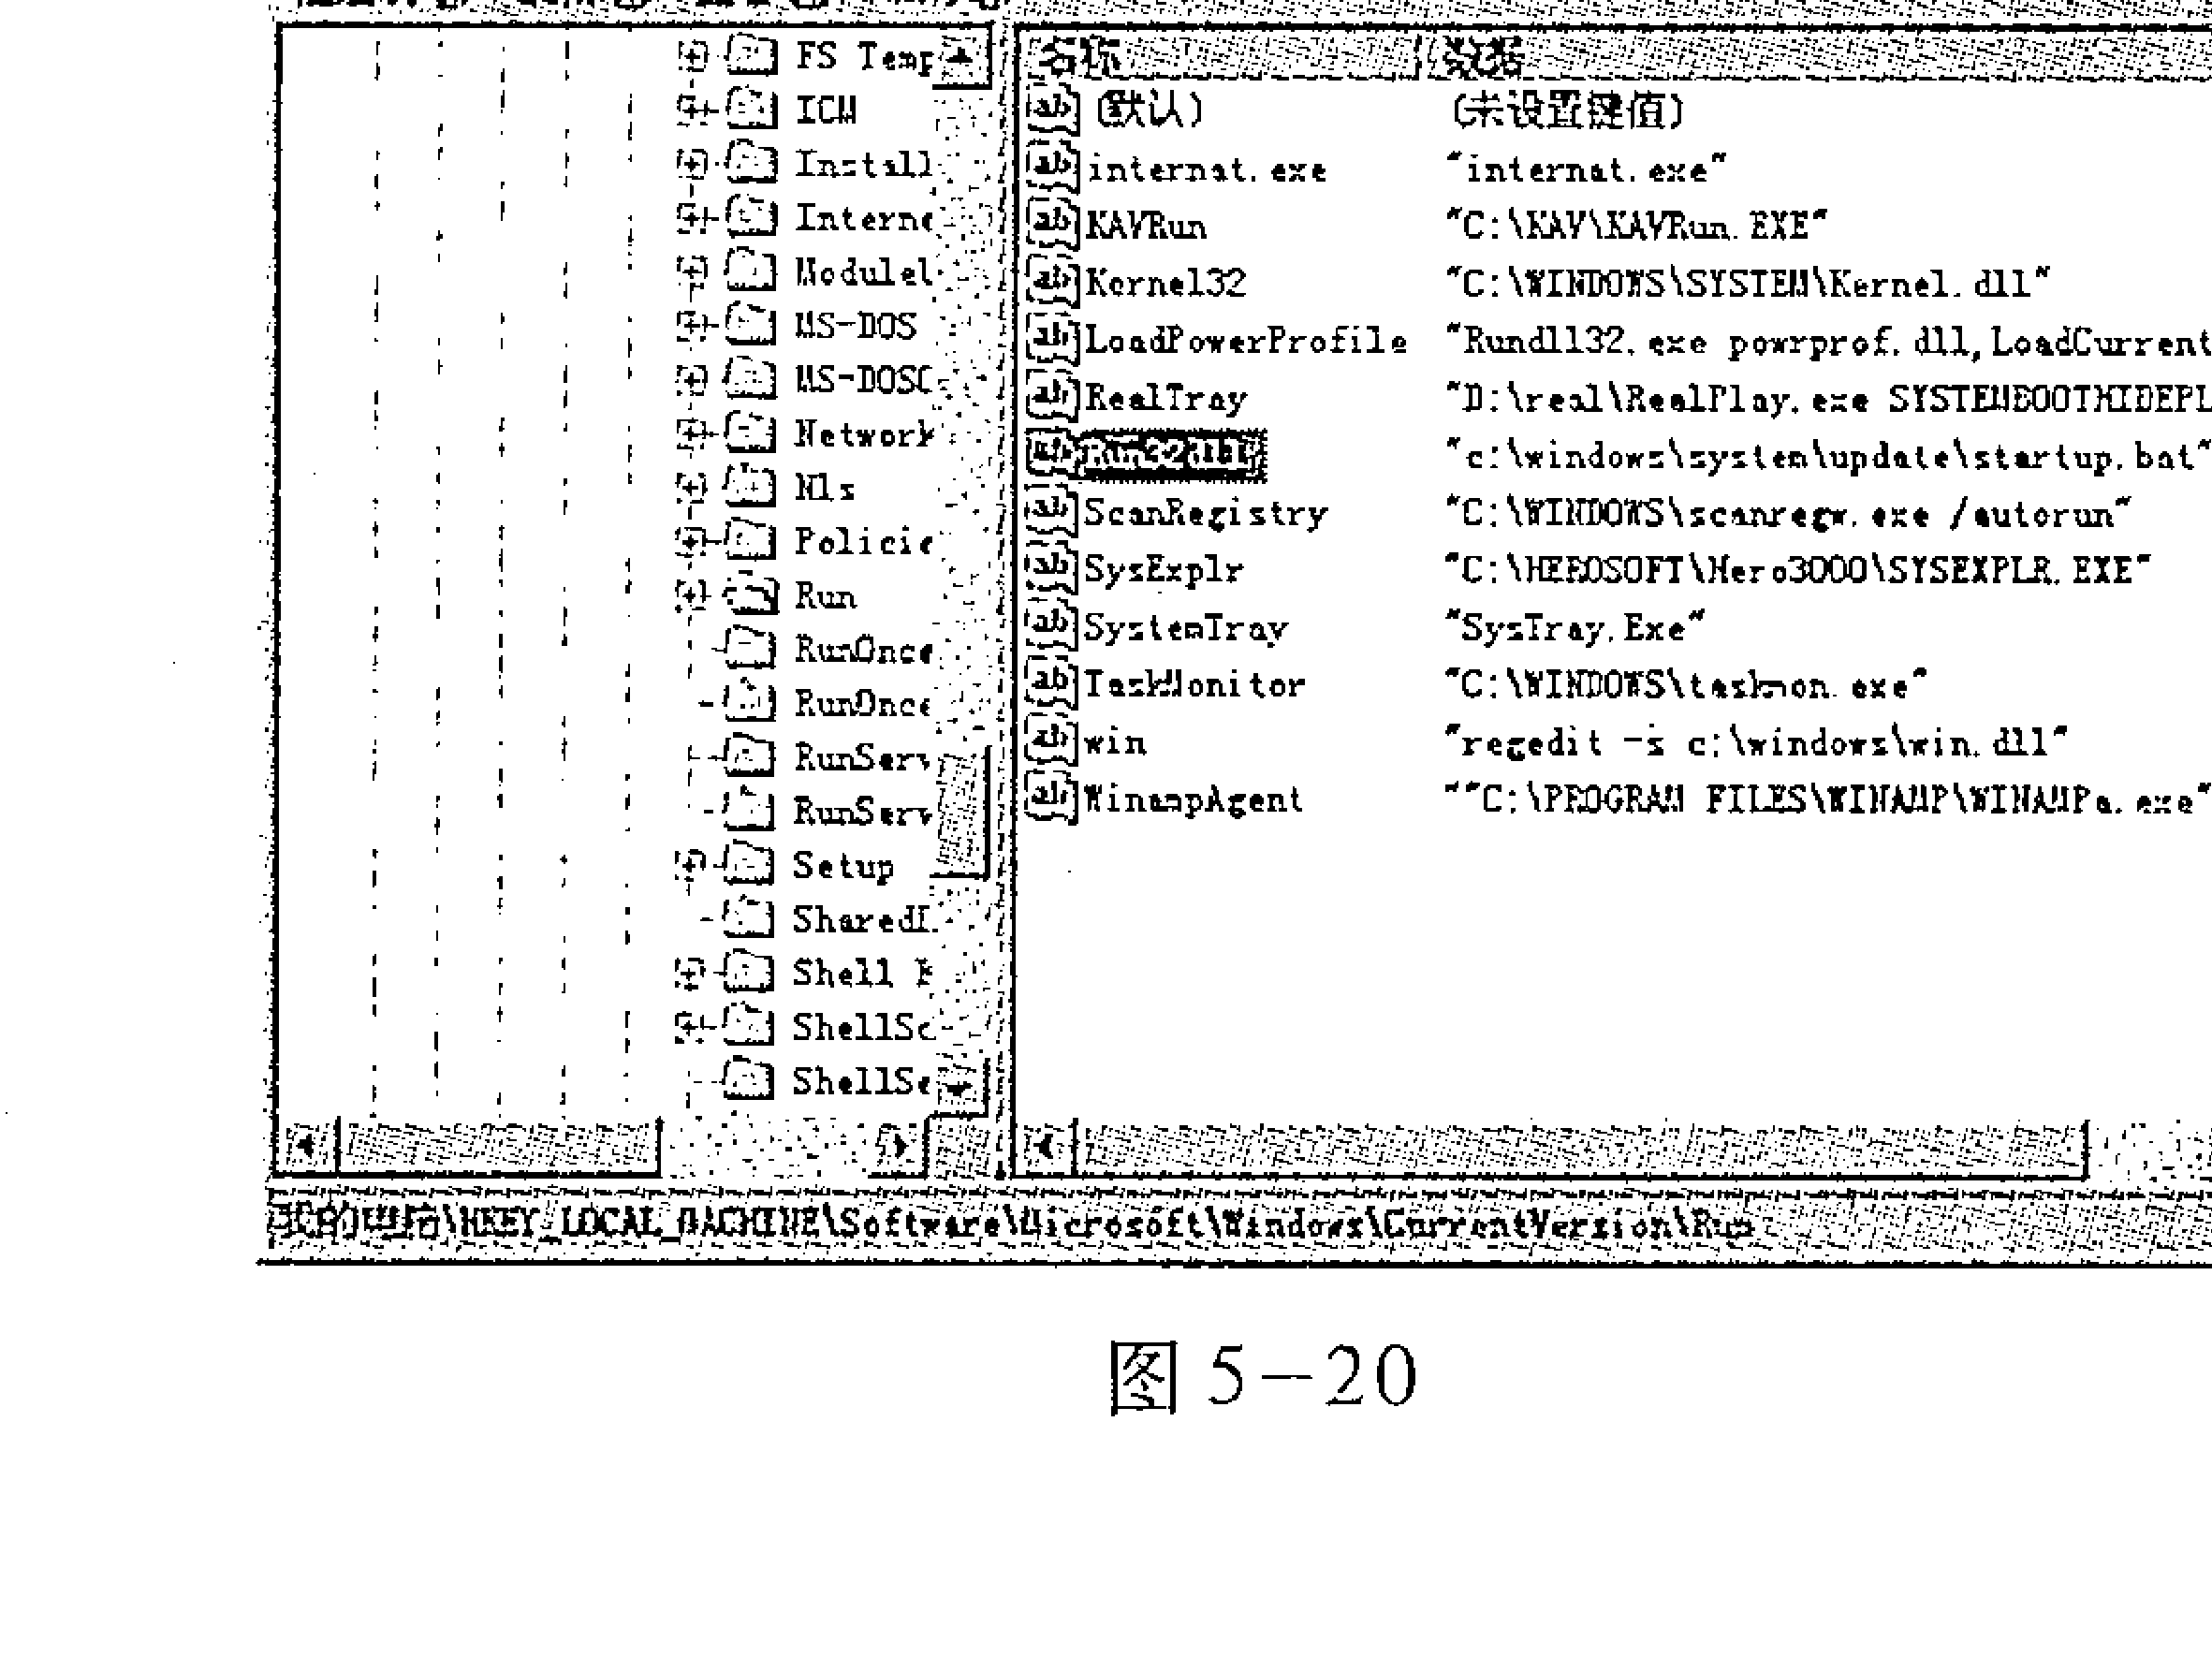 FS Temp
ICM
Install
Interne
Modulel
MS-DOS
MS-DOSC
Network
Nls
Policie
Run
RunOnce
RunOnce
RunServ
RunServ
Setup
SharedD
Shell E
ShellSc
ShellSe
名称 数据
(默认) (未设置键值)
internat.exe "internat.exe"
KAVRun "C:\KAV\KAVRun.EXE"
Kernel32 "C:\WINDOWS\SYSTEM\Kernel.dll"
LoadPowerProfile "Rundll32.exe powrprof.dll,LoadCurrent
RealTray "D:\real\RealPlay.exe SYSTEMBOOTHIDEPL
"c:\windows\system\update\startup.bat"
ScanRegistry "C:\WINDOWS\scanregw.exe /autorun"
SysExplr "C:\HEROSOFT\Hero3000\SYSEXPLR.EXE"
SystemTray "SysTray.Exe"
TaskMonitor "C:\WINDOWS\taskmon.exe"
win "regedit -s c:\windows\win.dll"
WinampAgent ""C:\PROGRAM FILES\WINAMP\WINAMPa.exe"
我的电脑\HKEY_LOCAL_MACHINE\Software\Microsoft\Windows\CurrentVersion\Run
图 5-20